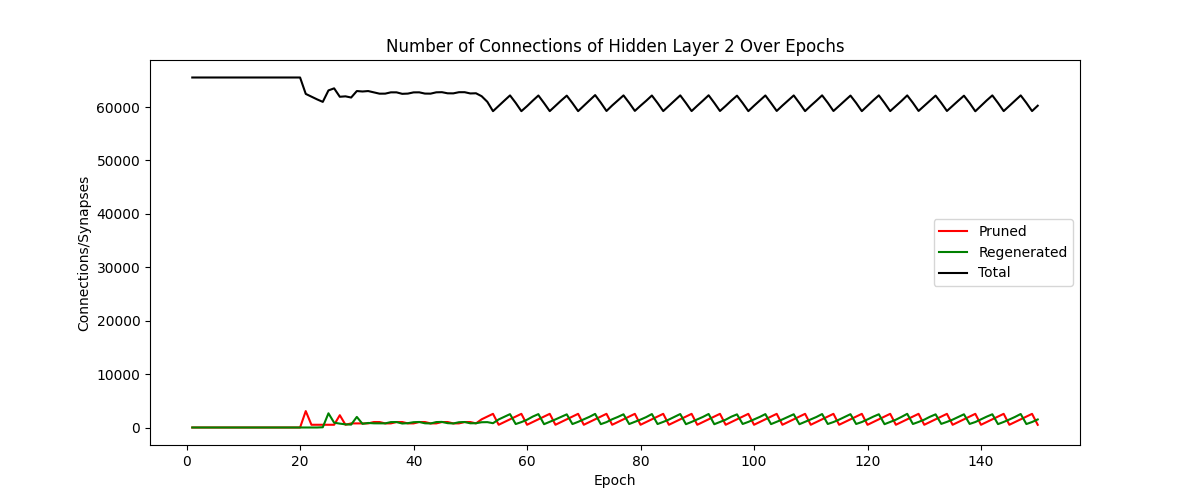 Number of Connections of Hidden Layer 2 Over Epochs
Connections/Synapses
60000
50000
40000
30000
20000
10000
0
Pruned
Regenerated
Total
0 20 40 60 80 100 120 140
Epoch